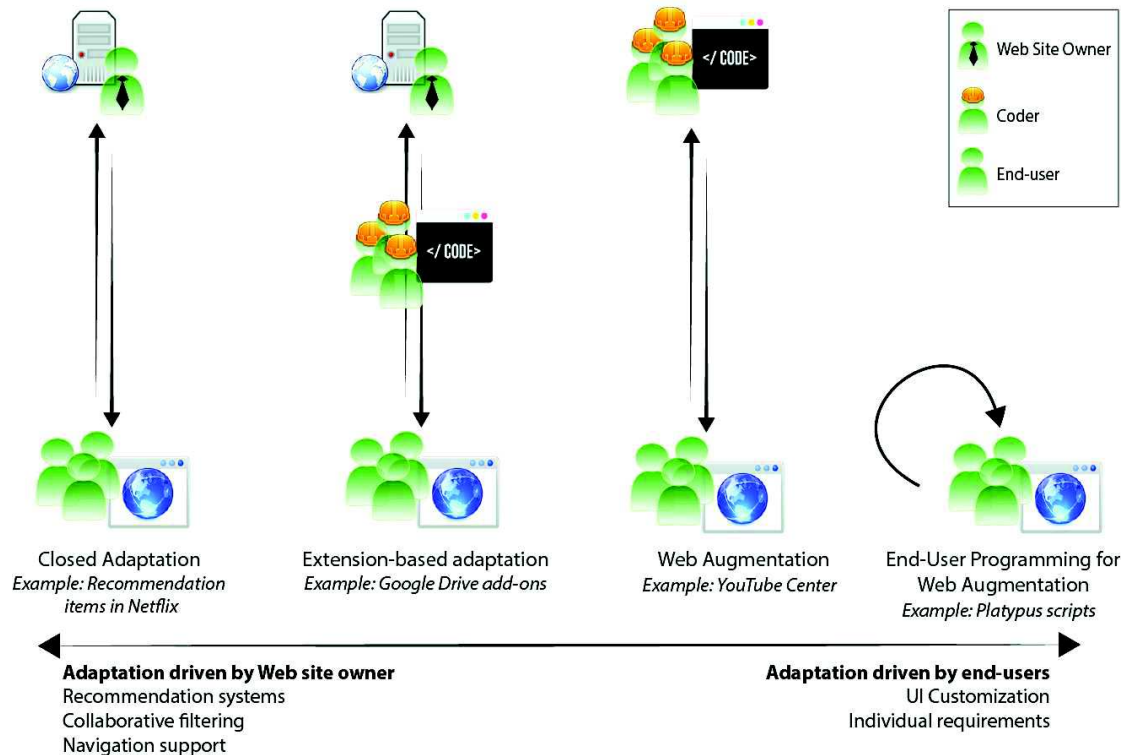 </ CODE>
Web Site Owner
Coder
End-user
</ CODE>
Closed Adaptation
Example: Recommendation
items in Netflix
Extension-based adaptation
Example: Google Drive add-ons
Web Augmentation
Example: YouTube Center
End-User Programming for
Web Augmentation
Example: Platypus scripts
Adaptation driven by Web site owner
Recommendation systems
Collaborative filtering
Navigation support
Adaptation driven by end-users
UI Customization
Individual requirements